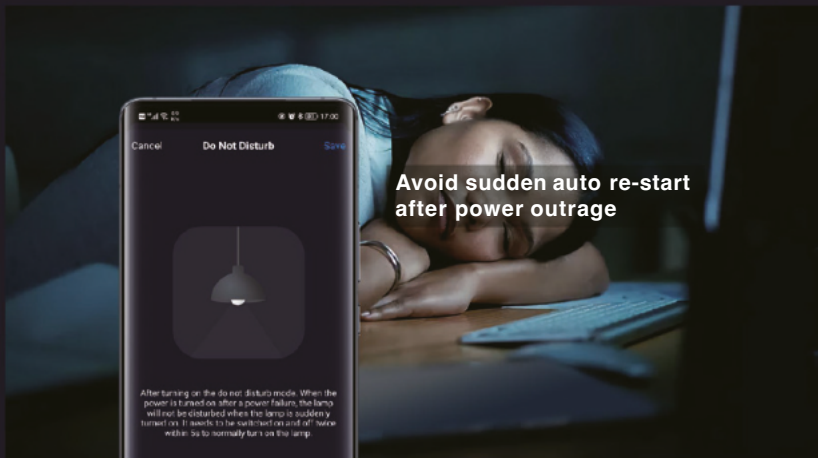 17:00
Cancel Do Not Disturb Save
Avoid sudden auto re-start
after power outrage
After turning on the do not disturb mode. When the
power is turned on after a power failure, the lamp
will not be disturbed when the lamp is suddenly
turned on. It needs to be switched on and off twice
within 5s to normally turn on the lamp.